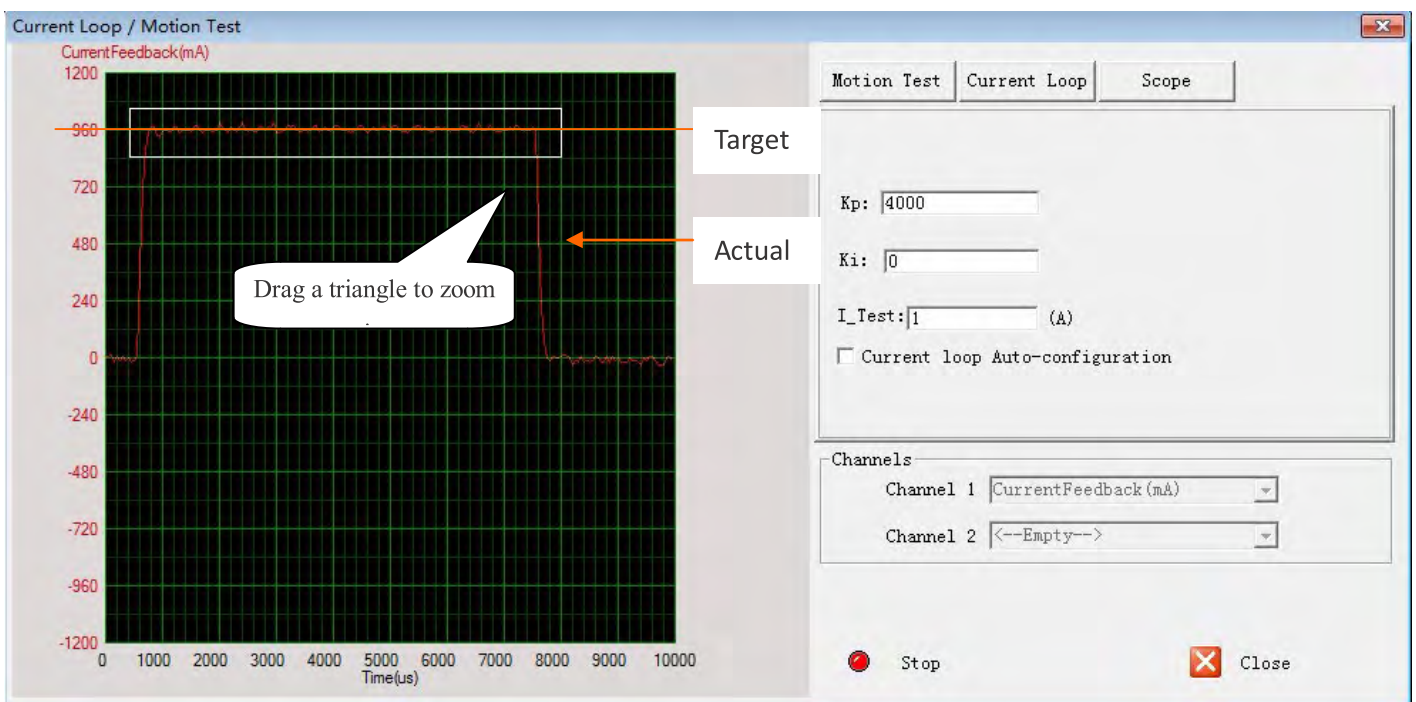 Current Loop / Motion Test
CurrentFeedback(mA)
1200
960
720
480
240
0
-240
-480
-720
-960
-1200
0 1000 2000 3000 4000 5000 6000 7000 8000 9000 10000
Time(us)
Target
Actual
Drag a triangle to zoom
.
Motion Test Current Loop Scope
Kp: 4000
Ki: 0
I_Test: 1 (A)
Current loop Auto-configuration
Channels
Channel 1 CurrentFeedback(mA)
Channel 2 <--Empty-->
Stop Close